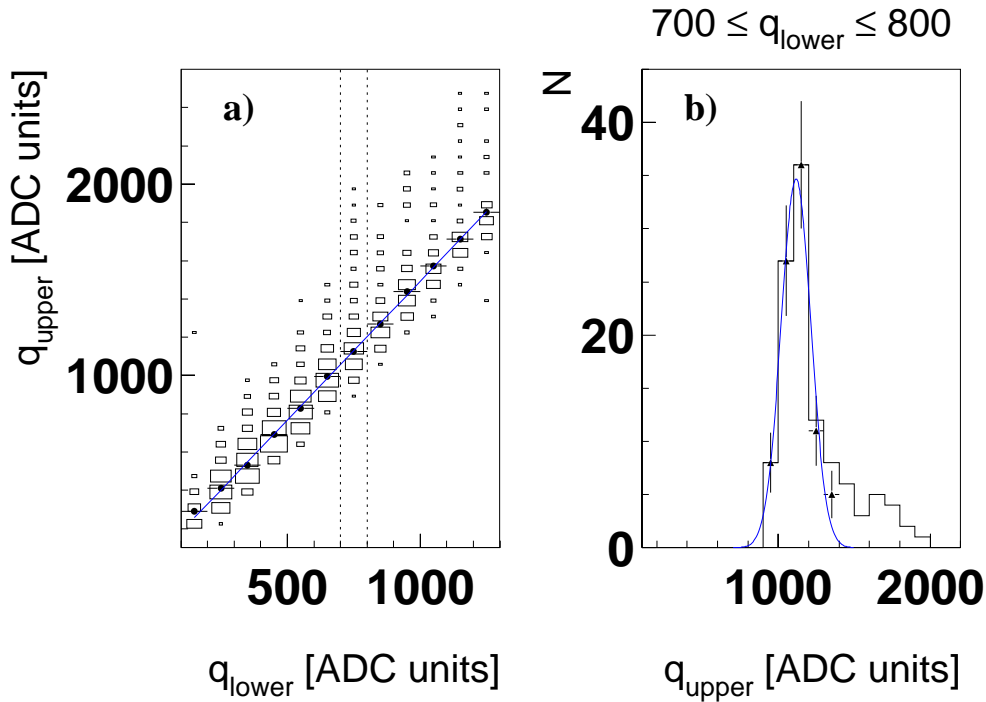 700 ≤ q_lower ≤ 800
a)
q_upper [ADC units]
2000
1000
500 1000
q_lower [ADC units]
b)
N
40
20
0
1000 2000
q_upper [ADC units]